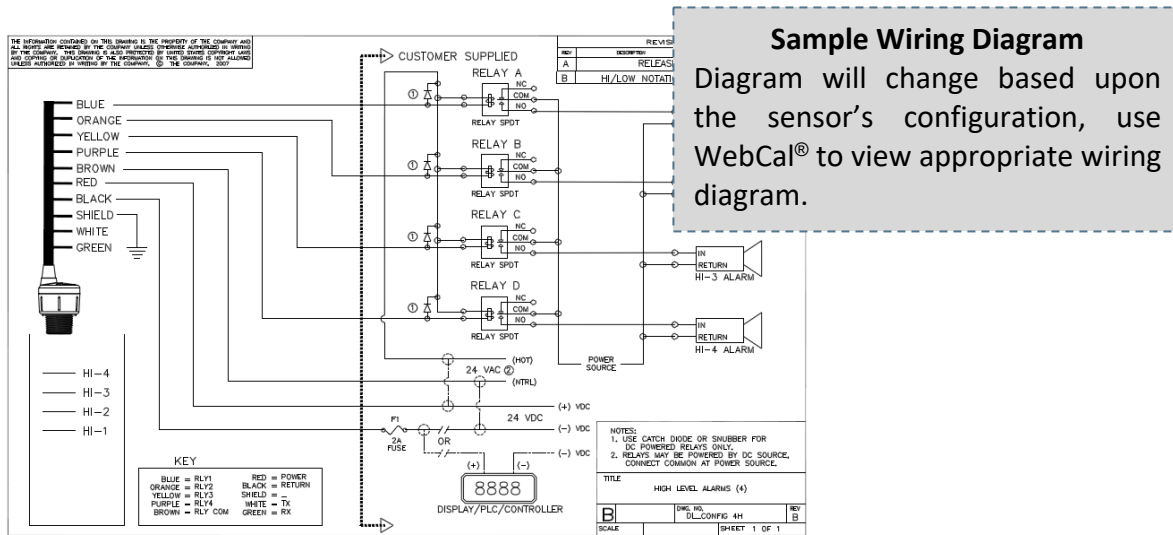 THE INFORMATION CONTAINED ON THIS DRAWING IS THE PROPERTY OF THE COMPANY AND
ALL RIGHTS ARE RETAINED BY THE COMPANY UNLESS OTHERWISE AUTHORIZED IN WRITING
BY THE COMPANY. THIS DRAWING IS ALSO PROTECTED BY UNITED STATES COPYRIGHT LAWS
AND COPYING OR DUPLICATION OF THE INFORMATION ON THIS DRAWING IS NOT ALLOWED
UNLESS AUTHORIZED IN WRITING BY THE COMPANY. © THE COMPANY, 2007
Sample Wiring Diagram
Diagram will change based upon
the sensor's configuration, use
WebCal® to view appropriate wiring
diagram.
REV DESCRIPTION
A
B
CUSTOMER SUPPLIED
BLUE
ORANGE
YELLOW
PURPLE
BROWN
RED
BLACK
SHIELD
WHITE
GREEN
RELAY A
①
NC
COM
NO
RELAY SPDT
RELAY B
①
NC
COM
NO
RELAY SPDT
RELAY C
①
NC
COM
NO
RELAY SPDT
IN
RETURN
HI-3 ALARM
RELAY D
①
NC
COM
NO
RELAY SPDT
IN
RETURN
HI-4 ALARM
(HOT)
24 VAC ②
(NTRL)
POWER
SOURCE
(+) VDC
24 VDC
(-) VDC
(-) VDC
F1
2A
FUSE
OR
(+) (-)
8888
DISPLAY/PLC/CONTROLLER
HI-4
HI-3
HI-2
HI-1
KEY
BLUE = RLY1
ORANGE = RLY2
YELLOW = RLY3
PURPLE = RLY4
BROWN = RLY COM
RED = POWER
BLACK = RETURN
SHIELD = ⏚
WHITE = TX
GREEN = RX
NOTES:
1. USE CATCH DIODE OR SNUBBER FOR
DC POWERED RELAYS ONLY.
2. RELAYS MAY BE POWERED BY DC SOURCE,
CONNECT COMMON AT POWER SOURCE.
TITLE
HIGH LEVEL ALARMS (4)
B
DWG. NO.
DL_CONFIG 4H
REV
B
SCALE
SHEET 1 OF 1